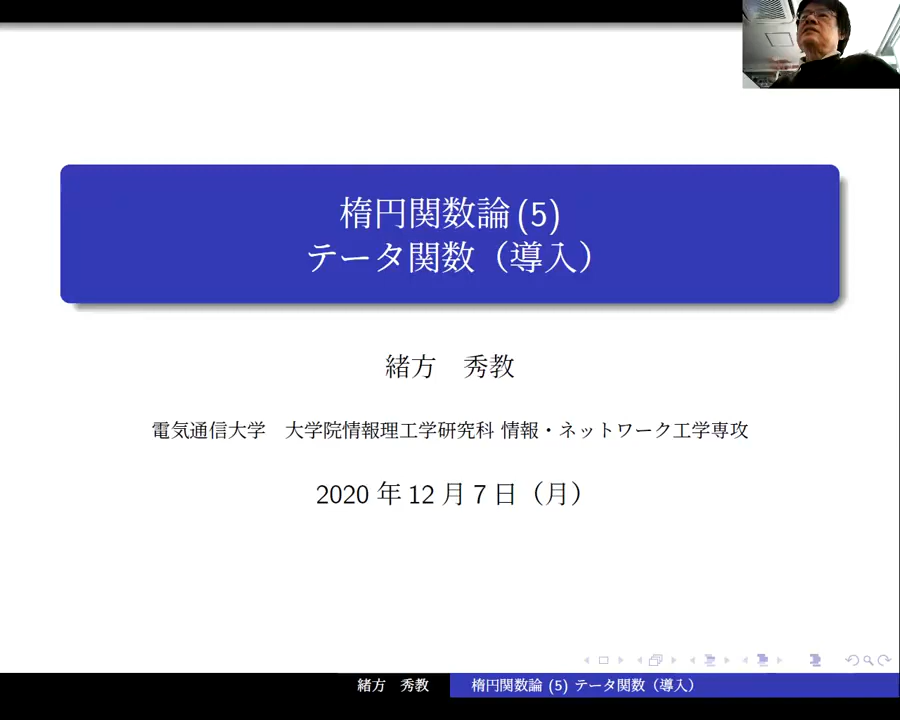 楕円関数論 (5)
テータ関数（導入）
緒方　秀教
電気通信大学　大学院情報理工学研究科 情報・ネットワーク工学専攻
2020 年 12 月 7 日（月）
緒方　秀教
楕円関数論 (5) テータ関数（導入）